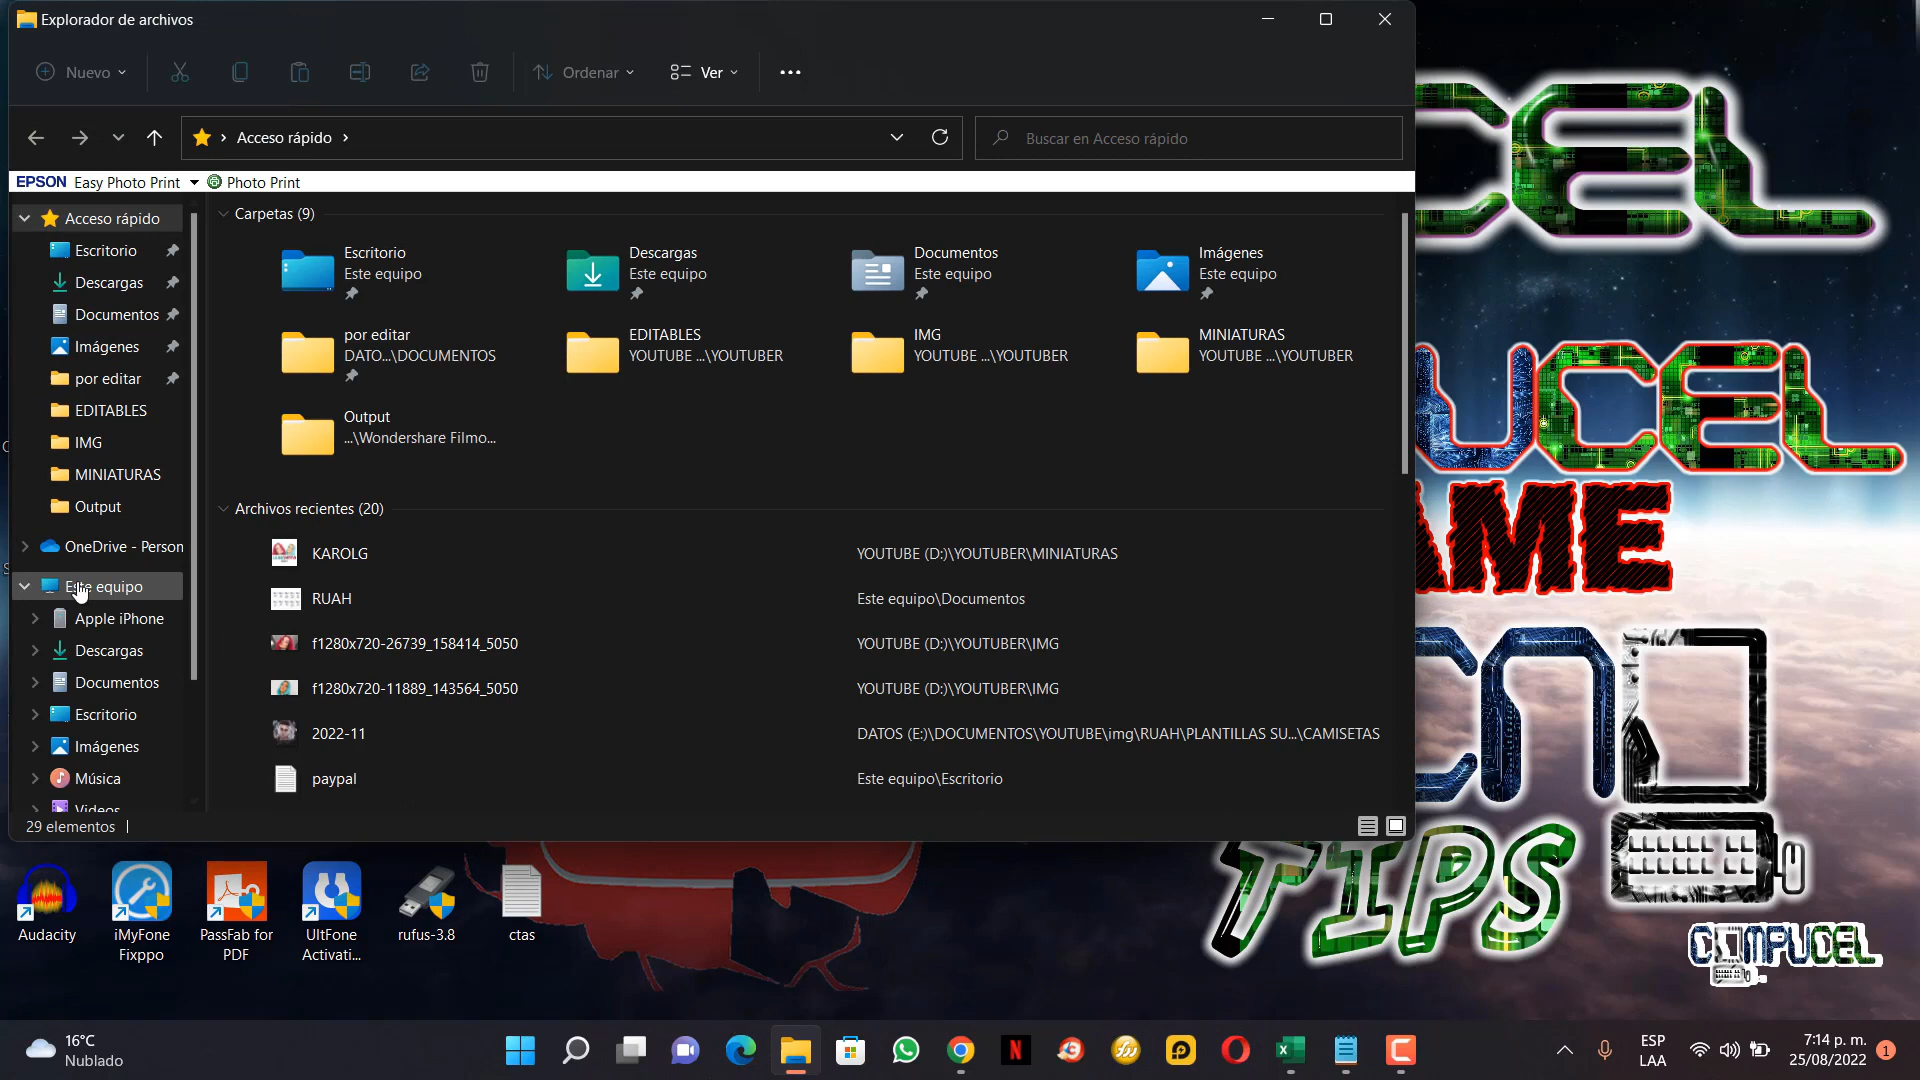 Explorador de archivos
Nuevo
Ordenar
Ver
Acceso rápido
Buscar en Acceso rápido
EPSON Easy Photo Print Photo Print
Acceso rápido
Escritorio
Descargas
Documentos
Imágenes
por editar
EDITABLES
IMG
MINIATURAS
Output
OneDrive - Person
Este equipo
Apple iPhone
Descargas
Documentos
Escritorio
Imágenes
Música
Videos
Carpetas (9)
Escritorio
Este equipo
Descargas
Este equipo
Documentos
Este equipo
Imágenes
Este equipo
por editar
DATO...\DOCUMENTOS
EDITABLES
YOUTUBE ...\YOUTUBER
IMG
YOUTUBE ...\YOUTUBER
MINIATURAS
YOUTUBE ...\YOUTUBER
Output
...\Wondershare Filmo...
Archivos recientes (20)
KAROLG YOUTUBE (D:)\YOUTUBER\MINIATURAS
RUAH Este equipo\Documentos
f1280x720-26739_158414_5050 YOUTUBE (D:)\YOUTUBER\IMG
f1280x720-11889_143564_5050 YOUTUBE (D:)\YOUTUBER\IMG
2022-11 DATOS (E:)\DOCUMENTOS\YOUTUBE\img\RUAH\PLANTILLAS SU...\CAMISETAS
paypal Este equipo\Escritorio
29 elementos
CEL
UCEL
AME
TIPS
COMPUCEL
Audacity
iMyFone
Fixppo
PassFab for
PDF
UltFone
Activati...
rufus-3.8
ctas
16°C
Nublado
ESP
LAA
7:14 p. m.
25/08/2022
1